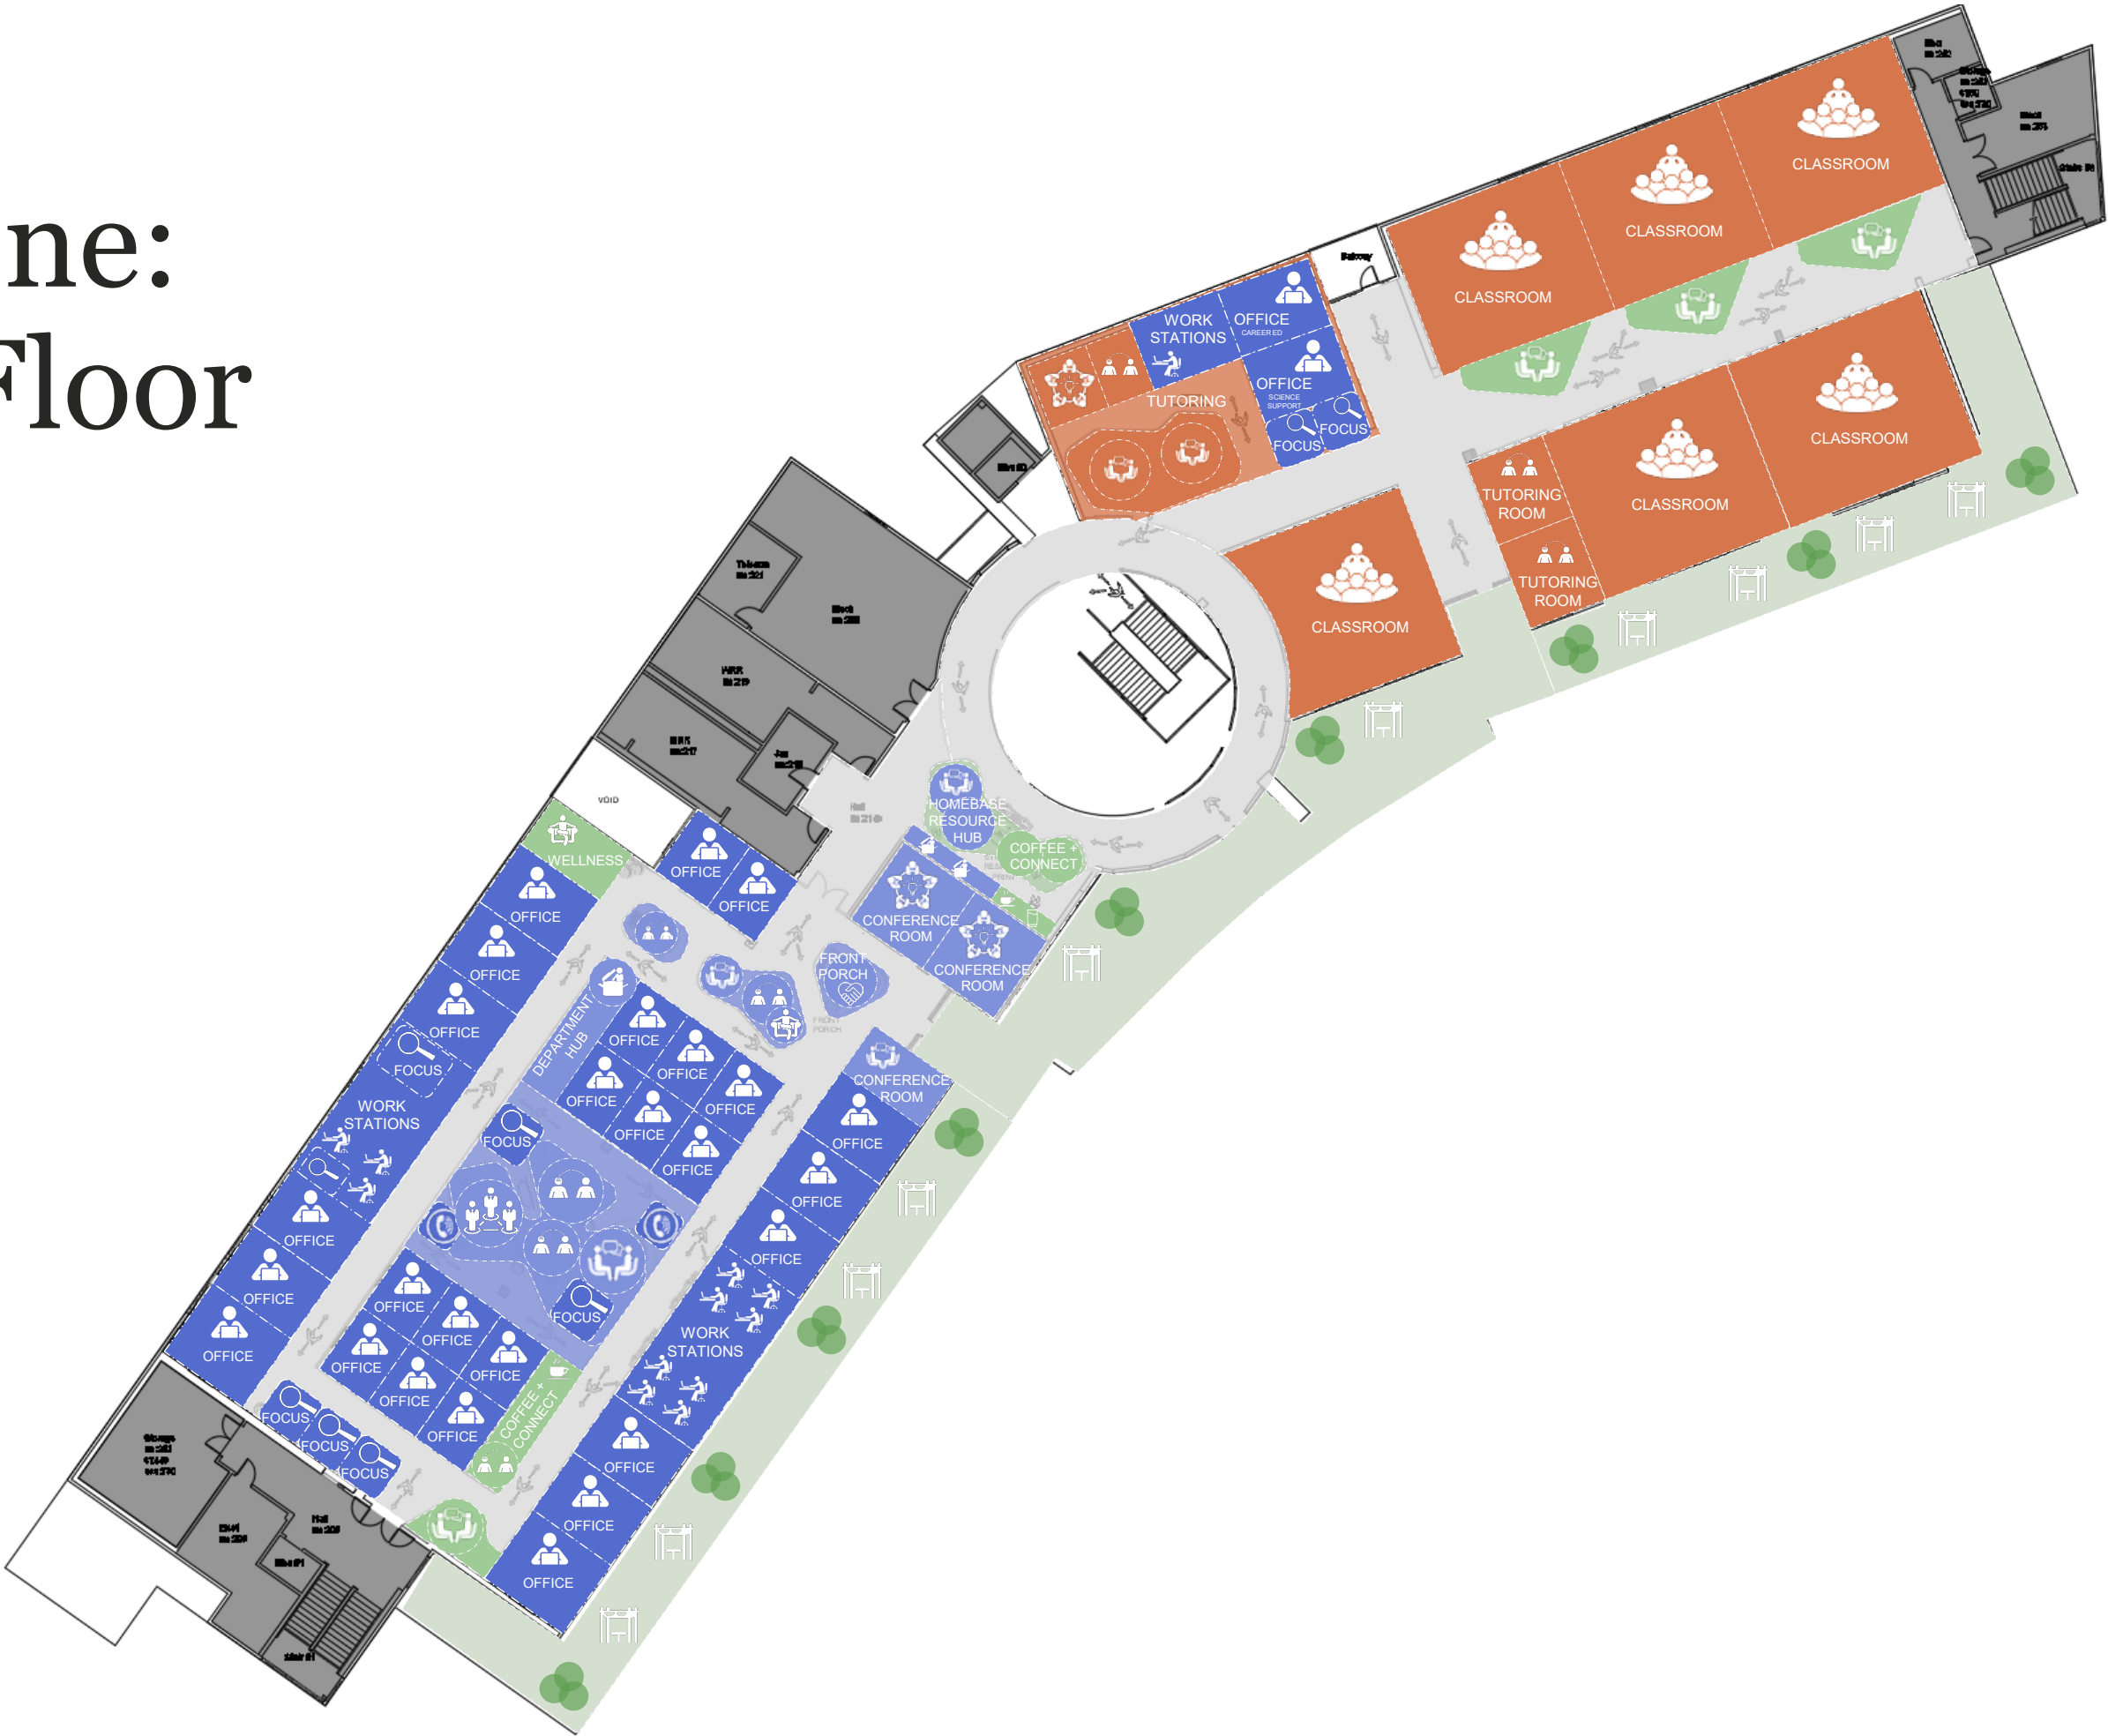 ne:
Floor
CLASSROOM
CLASSROOM
CLASSROOM
Balcony
WORK
STATIONS
OFFICE
CAREER ED
OFFICE
SCIENCE
SUPPORT
TUTORING
FOCUS
FOCUS
CLASSROOM
CLASSROOM
TUTORING
ROOM
TUTORING
ROOM
CLASSROOM
VOID
WELLNESS
OFFICE
OFFICE
HOMEBASE
RESOURCE
HUB
COFFEE +
CONNECT
CONFERENCE
ROOM
CONFERENCE
ROOM
FRONT
PORCH
FRONT
PORCH
OFFICE
OFFICE
OFFICE
FOCUS
WORK
STATIONS
OFFICE
OFFICE
OFFICE
DEPARTMENT
HUB
OFFICE
OFFICE
OFFICE
OFFICE
OFFICE
OFFICE
FOCUS
FOCUS
CONFERENCE
ROOM
OFFICE
OFFICE
OFFICE
WORK
STATIONS
OFFICE
OFFICE
OFFICE
OFFICE
OFFICE
OFFICE
OFFICE
OFFICE
OFFICE
COFFEE +
CONNECT
FOCUS
FOCUS
FOCUS